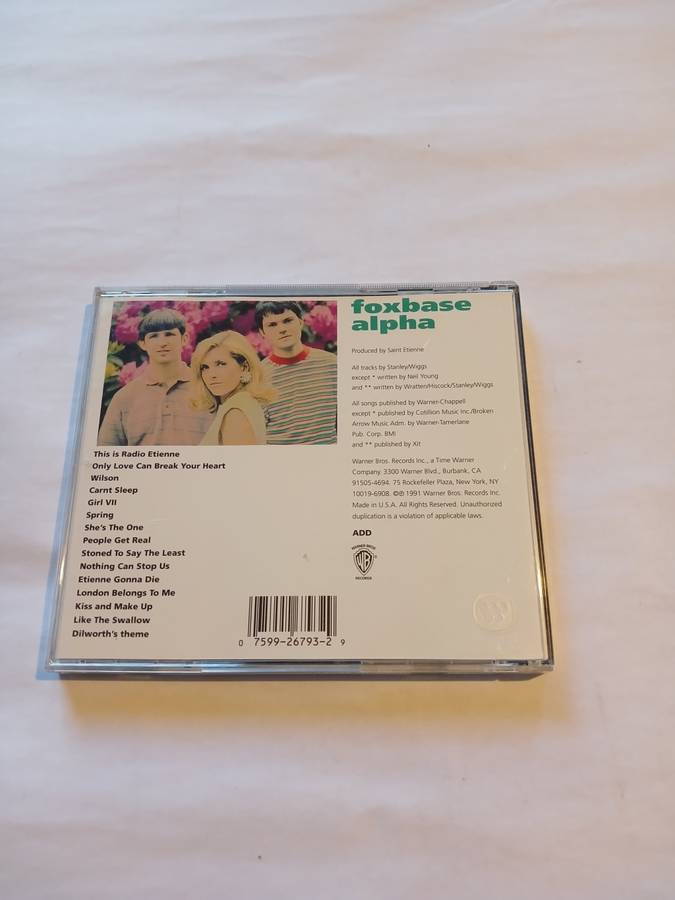 foxbase
alpha
Produced by Saint Etienne
All tracks by Stanley/Wiggs
except * written by Neil Young
and ** written by Wratten/Hiscock/Stanley/Wiggs
All songs published by Warner-Chappell
except * published by Cotillion Music Inc./Broken
Arrow Music Adm. by Warner-Tamerlane
Pub. Corp. BMI
and ** published by Xit
Warner Bros. Records Inc., a Time Warner
Company. 3300 Warner Blvd., Burbank, CA
91505-4694. 75 Rockefeller Plaza, New York, NY
10019-6908. ©℗ 1991 Warner Bros. Records Inc.
Made in U.S.A. All Rights Reserved. Unauthorized
duplication is a violation of applicable laws.
ADD
WARNER BROS
WB
RECORDS
This is Radio Etienne
Only Love Can Break Your Heart
Wilson
Carnt Sleep
Girl VII
Spring
She's The One
People Get Real
Stoned To Say The Least
Nothing Can Stop Us
Etienne Gonna Die
London Belongs To Me
Kiss and Make Up
Like The Swallow
Dilworth's theme
0 7599-26793-2 9